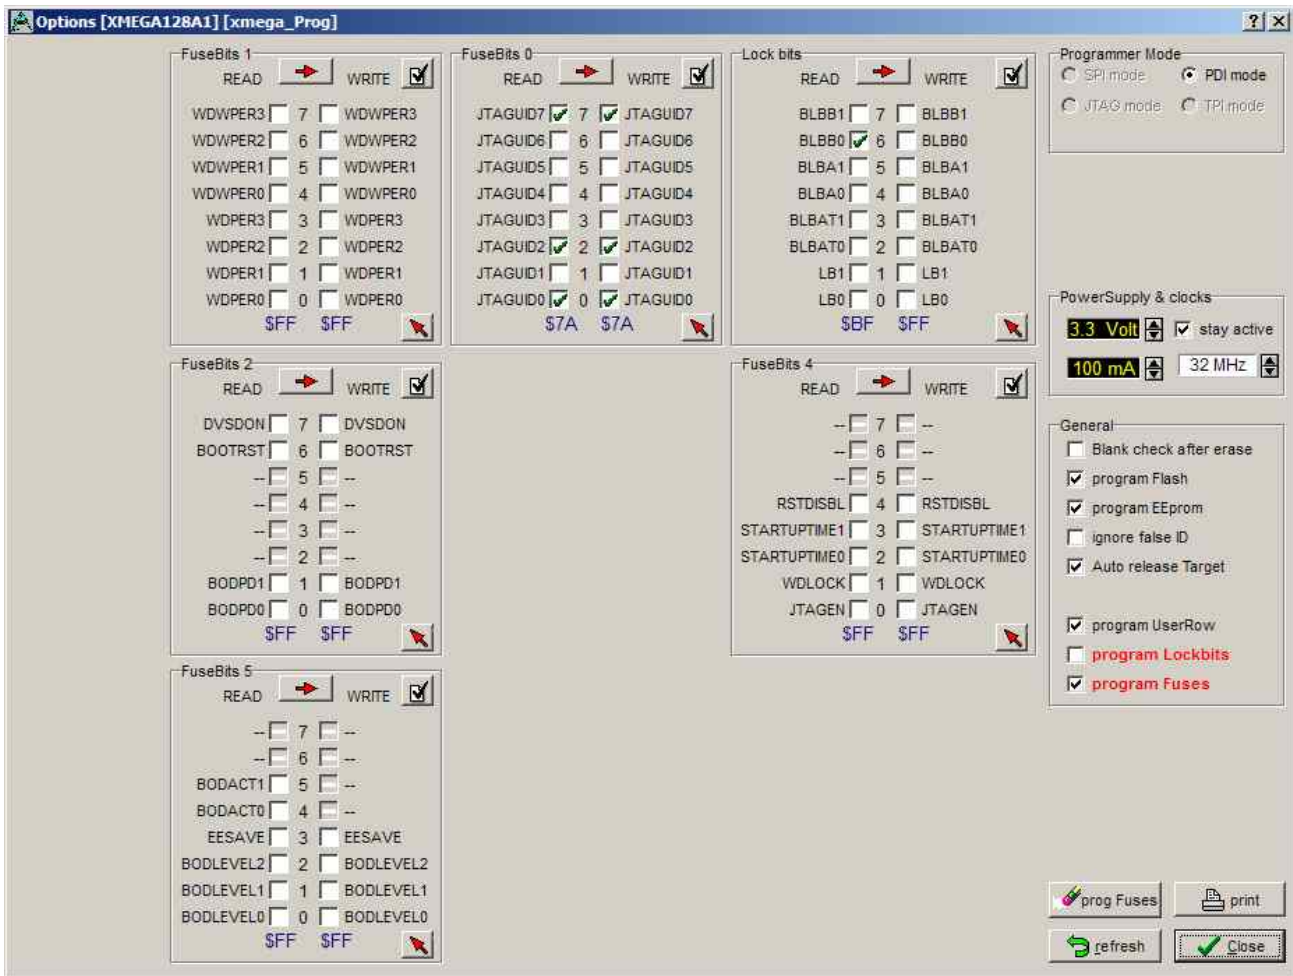 Options [XMEGA128A1] [xmega_Prog]
FuseBits 1
READ WRITE
WDWPER3 7 WDWPER3
WDWPER2 6 WDWPER2
WDWPER1 5 WDWPER1
WDWPER0 4 WDWPER0
WDPER3 3 WDPER3
WDPER2 2 WDPER2
WDPER1 1 WDPER1
WDPER0 0 WDPER0
$FF $FF
FuseBits 0
READ WRITE
JTAGUID7 7 JTAGUID7
JTAGUID6 6 JTAGUID6
JTAGUID5 5 JTAGUID5
JTAGUID4 4 JTAGUID4
JTAGUID3 3 JTAGUID3
JTAGUID2 2 JTAGUID2
JTAGUID1 1 JTAGUID1
JTAGUID0 0 JTAGUID0
$7A $7A
Lock bits
READ WRITE
BLBB1 7 BLBB1
BLBB0 6 BLBB0
BLBA1 5 BLBA1
BLBA0 4 BLBA0
BLBAT1 3 BLBAT1
BLBAT0 2 BLBAT0
LB1 1 LB1
LB0 0 LB0
$BF $FF
Programmer Mode
SPI mode PDI mode
JTAG mode TPI mode
PowerSupply & clocks
3.3 Volt stay active
100 mA 32 MHz
FuseBits 2
READ WRITE
DVSDON 7 DVSDON
BOOTRST 6 BOOTRST
-- 5 --
-- 4 --
-- 3 --
-- 2 --
BODPD1 1 BODPD1
BODPD0 0 BODPD0
$FF $FF
FuseBits 4
READ WRITE
-- 7 --
-- 6 --
-- 5 --
RSTDISBL 4 RSTDISBL
STARTUPTIME1 3 STARTUPTIME1
STARTUPTIME0 2 STARTUPTIME0
WDLOCK 1 WDLOCK
JTAGEN 0 JTAGEN
$FF $FF
General
Blank check after erase
program Flash
program EEprom
ignore false ID
Auto release Target
program UserRow
program Lockbits
program Fuses
FuseBits 5
READ WRITE
-- 7 --
-- 6 --
BODACT1 5 --
BODACT0 4 --
EESAVE 3 EESAVE
BODLEVEL2 2 BODLEVEL2
BODLEVEL1 1 BODLEVEL1
BODLEVEL0 0 BODLEVEL0
$FF $FF
prog Fuses print
refresh Close